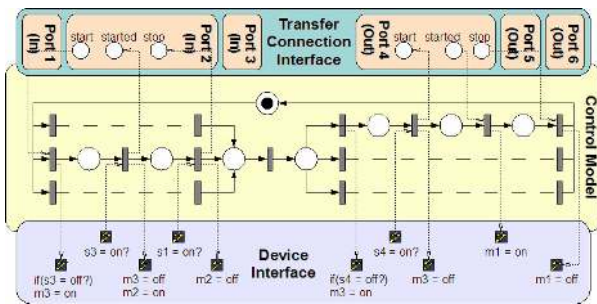 Port 1 (In)
start started stop
Port 2 (In)
Port 3 (In)
Transfer Connection Interface
Port 4 (Out)
start started stop
Port 5 (Out)
Port 6 (Out)
Control Model
s3 = on?
s1 = on?
s4 = on?
m1 = on
Device Interface
if(s3 = off?)
m3 = on
m3 = off
m2 = on
m2 = off
if(s4 = off?)
m3 = on
m3 = off
m1 = off